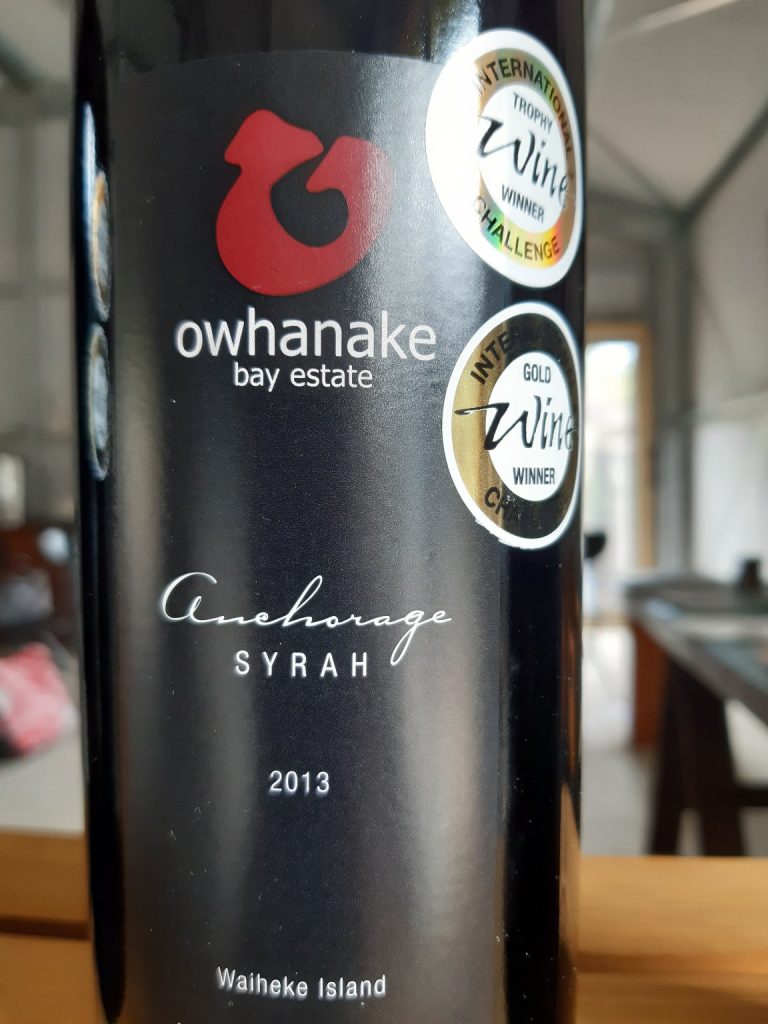 owhanake
bay estate
Anchorage
SYRAH
2013
Waiheke Island
INTERNATIONAL
TROPHY
Wine
WINNER
CHALLENGE
GOLD
Wine
WINNER